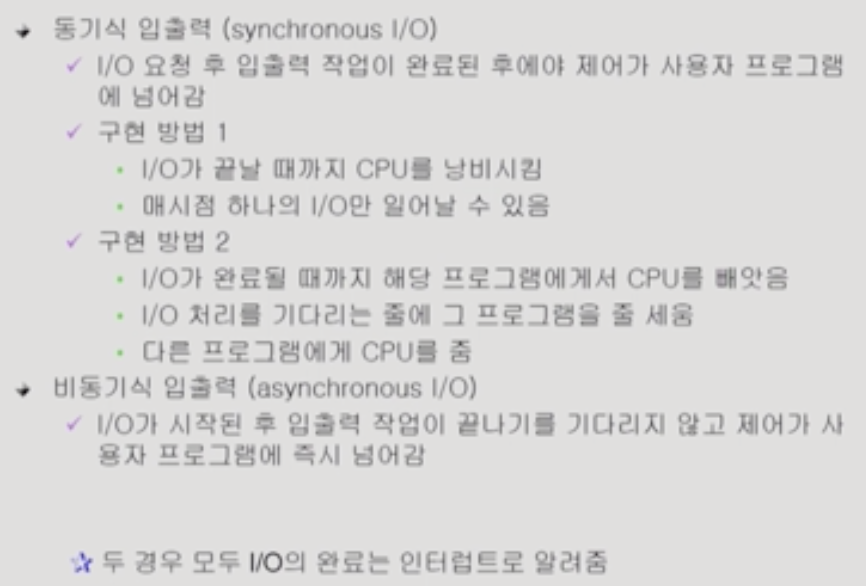 동기식 입출력 (synchronous I/O)
I/O 요청 후 입출력 작업이 완료된 후에야 제어가 사용자 프로그램
에 넘어감
구현 방법 1
I/O가 끝날 때까지 CPU를 낭비시킴
매시점 하나의 I/O만 일어날 수 있음
구현 방법 2
I/O가 완료될 때까지 해당 프로그램에게서 CPU를 빼앗음
I/O 처리를 기다리는 줄에 그 프로그램을 줄 세움
다른 프로그램에게 CPU를 줌
비동기식 입출력 (asynchronous I/O)
I/O가 시작된 후 입출력 작업이 끝나기를 기다리지 않고 제어가 사
용자 프로그램에 즉시 넘어감
두 경우 모두 I/O의 완료는 인터럽트로 알려줌